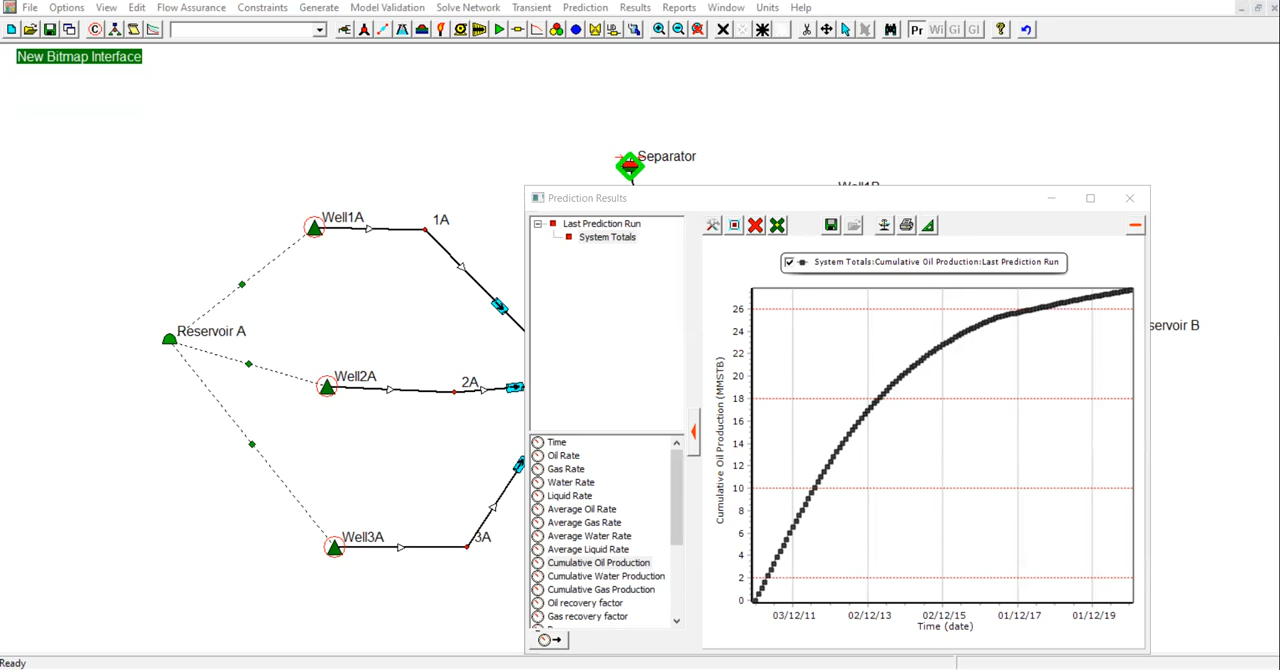 File Options View Edit Flow Assurance Constraints Generate Model Validation Solve Network Transient Prediction Results Reports Window Units Help
Pr Wi Gi GI
New Bitmap Interface
Separator
Well1B
Well1A
1A
Reservoir A
Well2A
2A
Well3A
3A
servoir B
Prediction Results
Last Prediction Run
System Totals
Time
Oil Rate
Gas Rate
Water Rate
Liquid Rate
Average Oil Rate
Average Gas Rate
Average Water Rate
Average Liquid Rate
Cumulative Oil Production
Cumulative Water Production
Cumulative Gas Production
Oil recovery factor
Gas recovery factor
System Totals:Cumulative Oil Production:Last Prediction Run
Cumulative Oil Production (MMSTB)
26
24
22
20
18
16
14
12
10
8
6
4
2
0
03/12/11 02/12/13 02/12/15 01/12/17 01/12/19
Time (date)
Ready